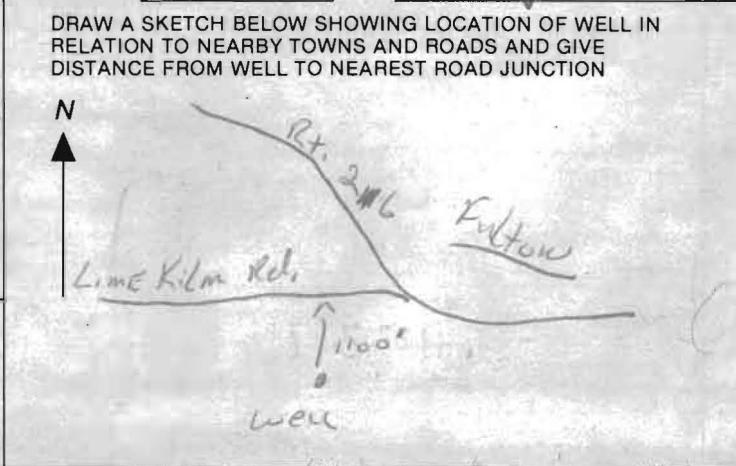 DRAW A SKETCH BELOW SHOWING LOCATION OF WELL IN
RELATION TO NEARBY TOWNS AND ROADS AND GIVE
DISTANCE FROM WELL TO NEAREST ROAD JUNCTION
N
Rt. 216
Fulton
Lime Kiln Rd.
1100'
well